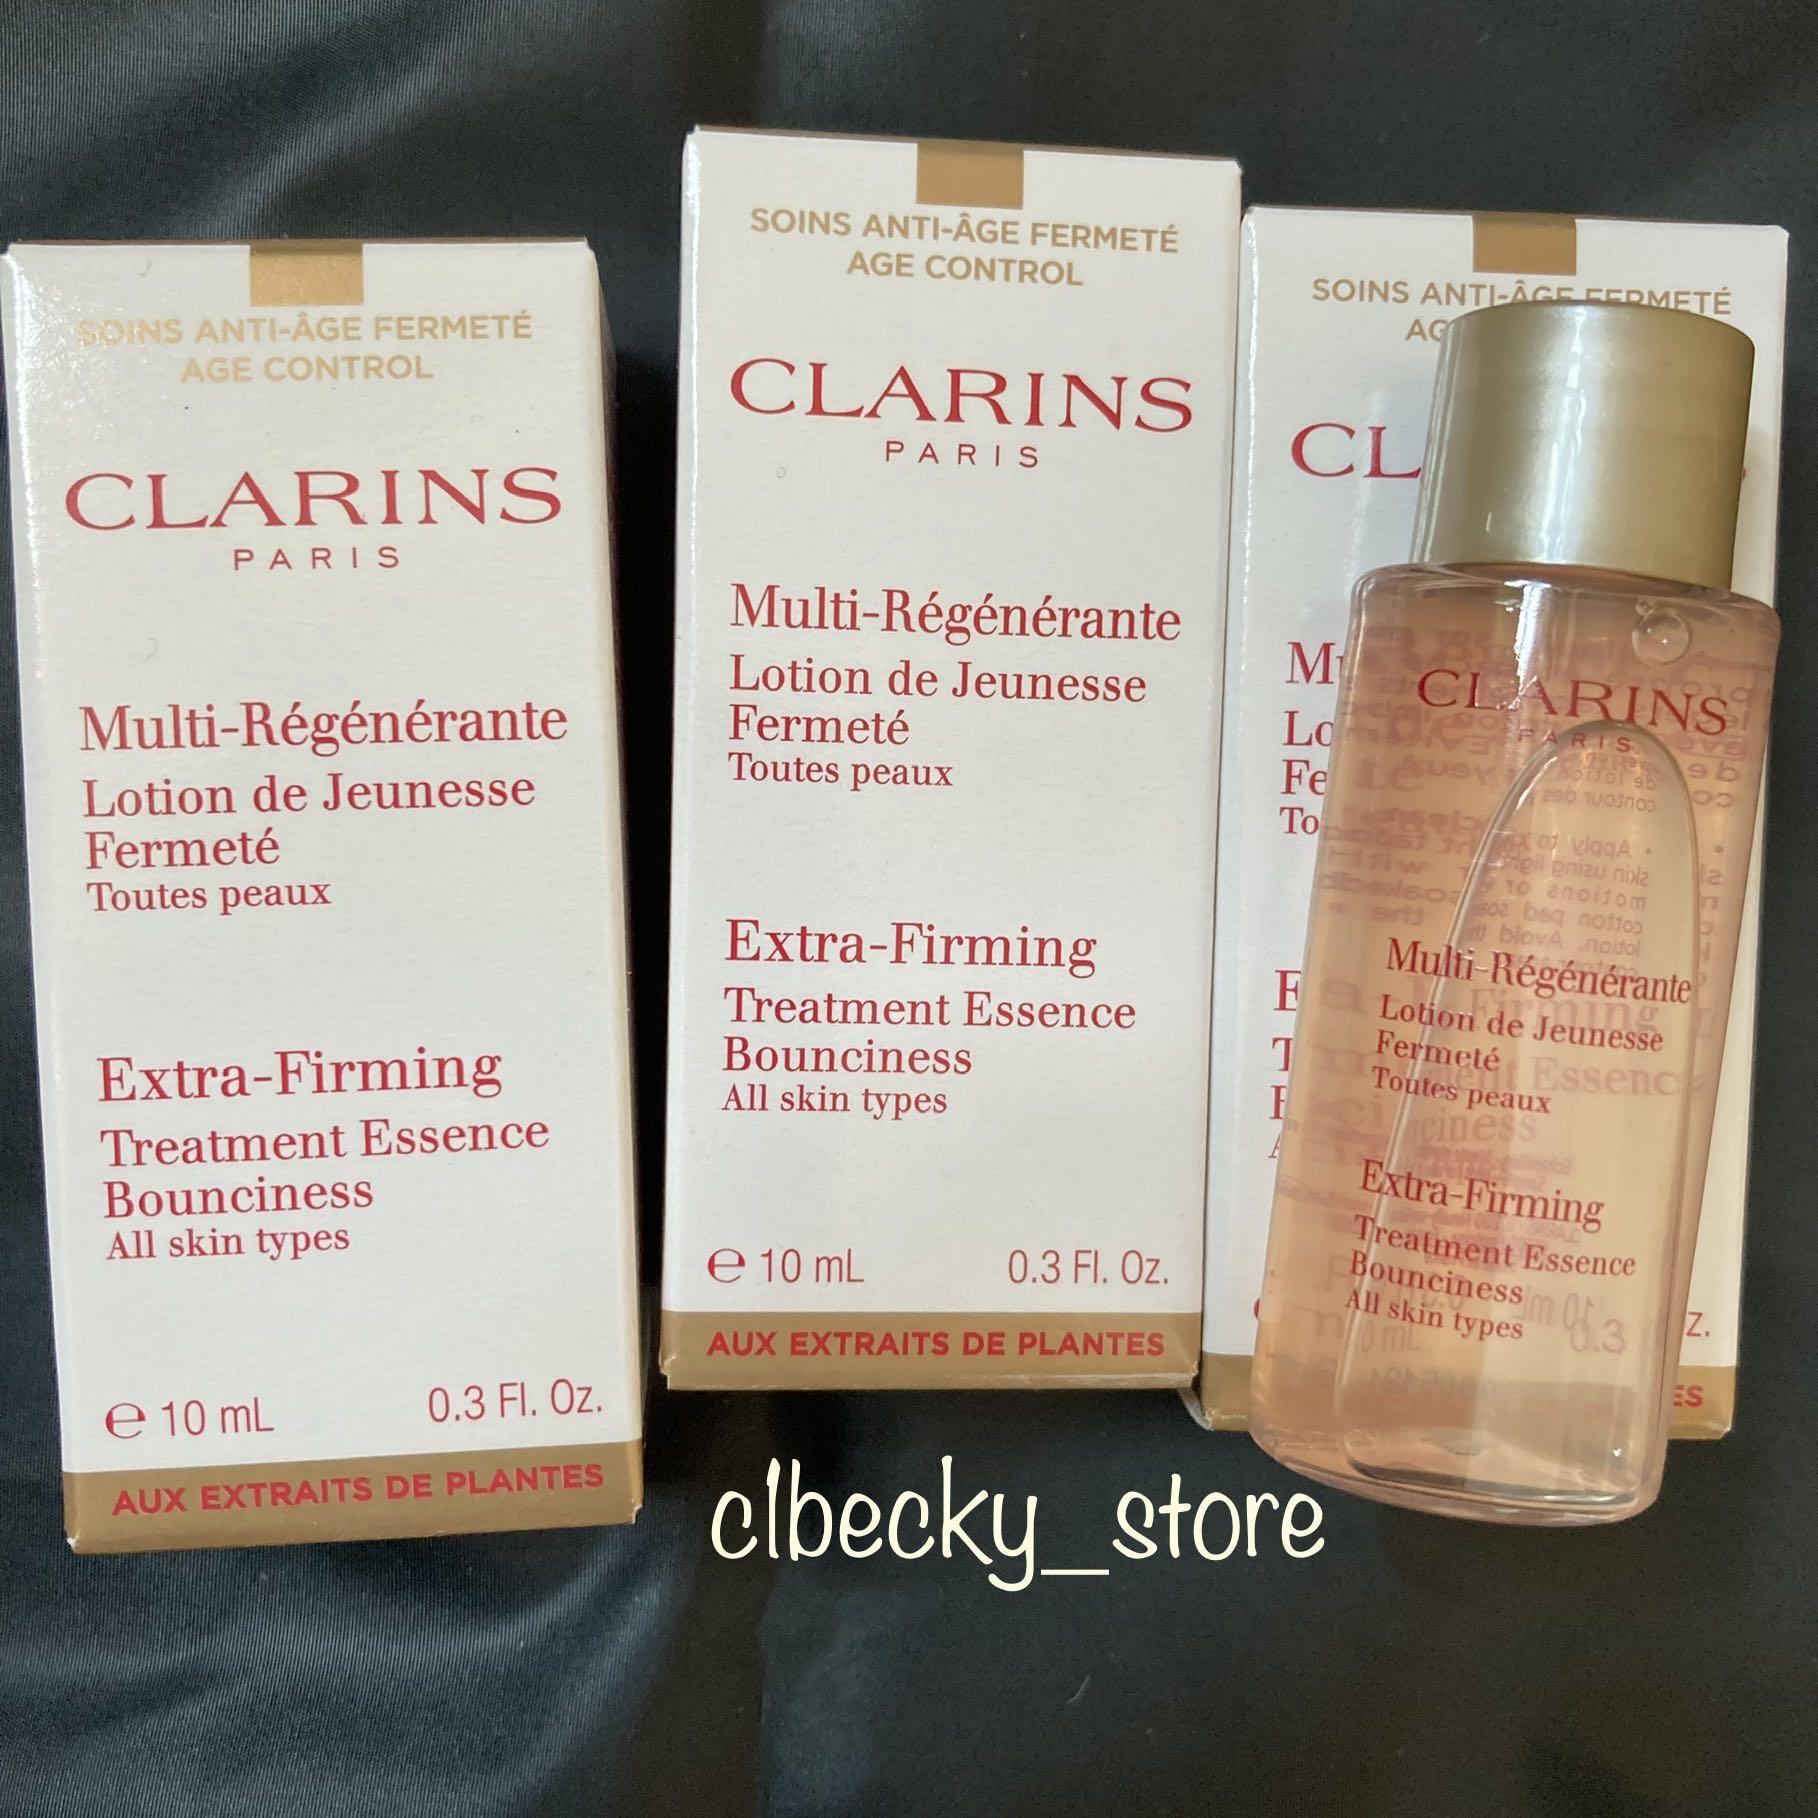 SOINS ANTI-ÂGE FERMETÉ
AGE CONTROL
CLARINS
PARIS
Multi-Régénérante
Lotion de Jeunesse
Fermeté
Toutes peaux
Extra-Firming
Treatment Essence
Bounciness
All skin types
℮ 10 mL 0.3 Fl. Oz.
AUX EXTRAITS DE PLANTES
SOINS ANTI-ÂGE FERMETÉ
AGE CONTROL
CLARINS
PARIS
Multi-Régénérante
Lotion de Jeunesse
Fermeté
Toutes peaux
Extra-Firming
Treatment Essence
Bounciness
All skin types
℮ 10 mL 0.3 Fl. Oz.
AUX EXTRAITS DE PLANTES
SOINS ANTI-ÂGE FERMETÉ
CLARINS
PARIS
Multi-Régénérante
Lotion de Jeunesse
Fermeté
Toutes peaux
Extra-Firming
Treatment Essence
Bounciness
All skin types
clbecky_store